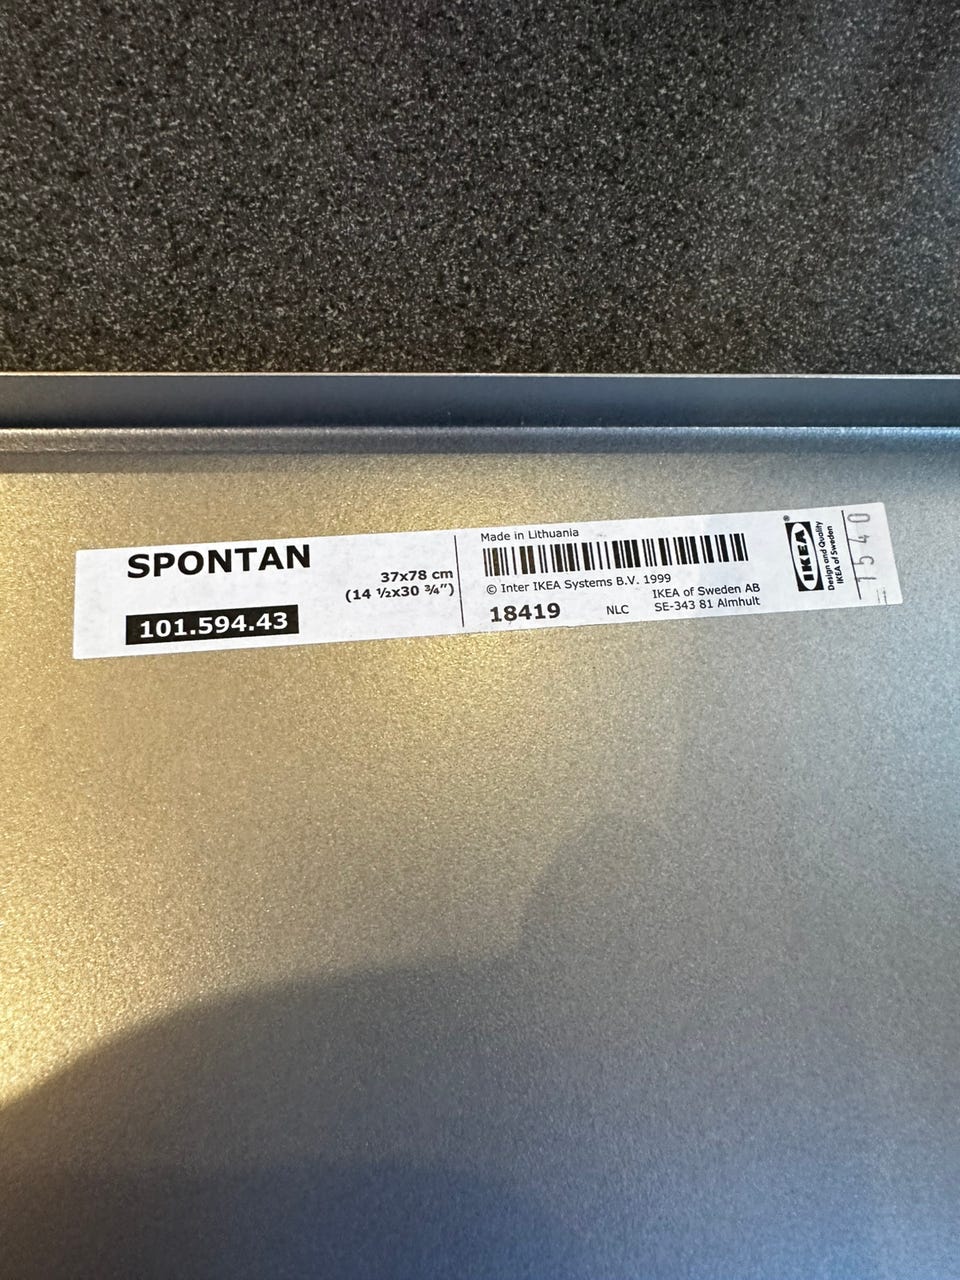 SPONTAN
37x78 cm
(14 ½x30 ¾")
101.594.43
Made in Lithuania
© Inter IKEA Systems B.V. 1999
IKEA of Sweden AB
18419 NLC SE-343 81 Älmhult
IKEA®
Design and Quality
IKEA of Sweden
1540